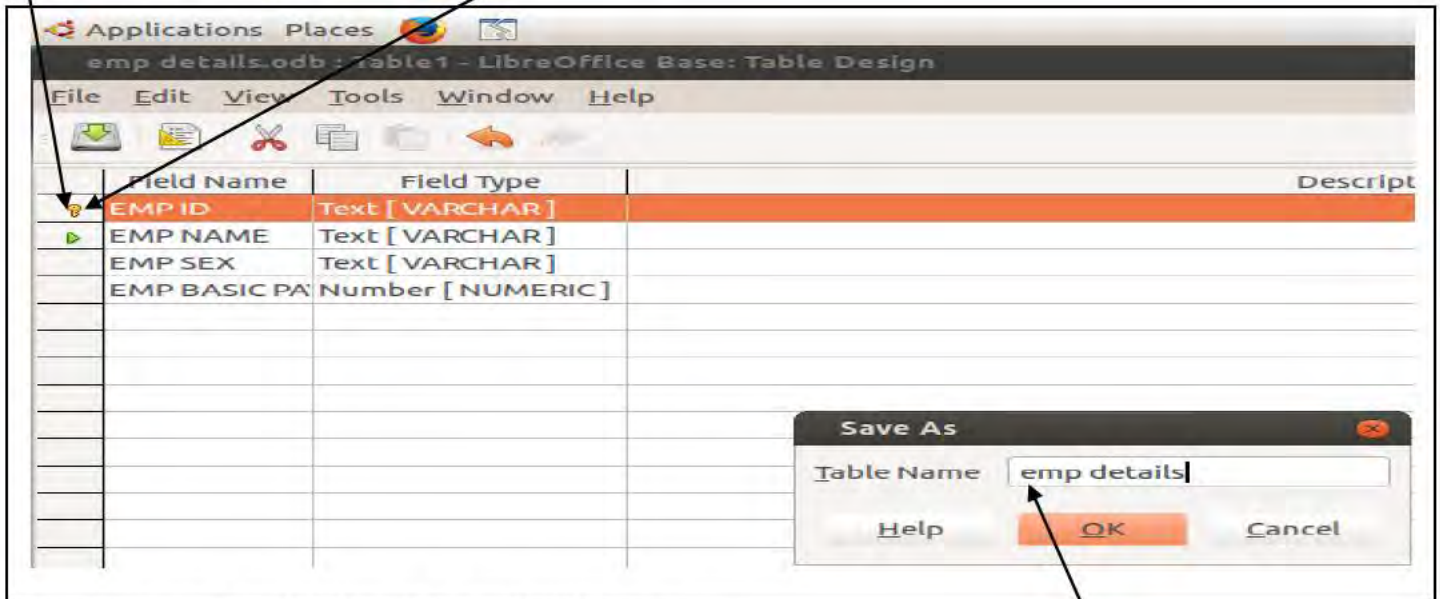 Applications Places
emp details.odb : Table1 - LibreOffice Base: Table Design
File Edit View Tools Window Help
Field Name Field Type Descript
EMP ID Text [ VARCHAR ]
EMP NAME Text [ VARCHAR ]
EMP SEX Text [ VARCHAR ]
EMP BASIC PAY Number [ NUMERIC ]
Save As
Table Name emp details
Help OK Cancel